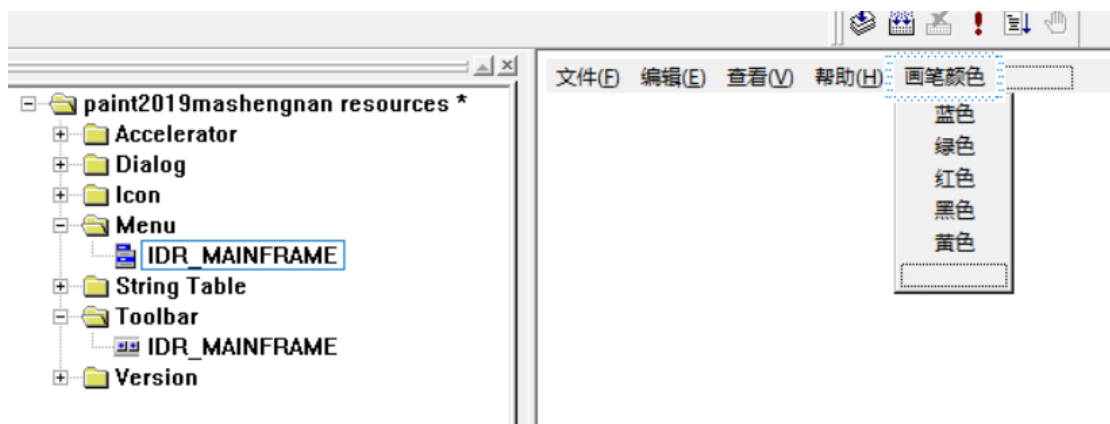 paint2019mashengnan resources *
Accelerator
Dialog
Icon
Menu
IDR_MAINFRAME
String Table
Toolbar
IDR_MAINFRAME
Version
文件(F) 编辑(E) 查看(V) 帮助(H) 画笔颜色
蓝色
绿色
红色
黑色
黄色